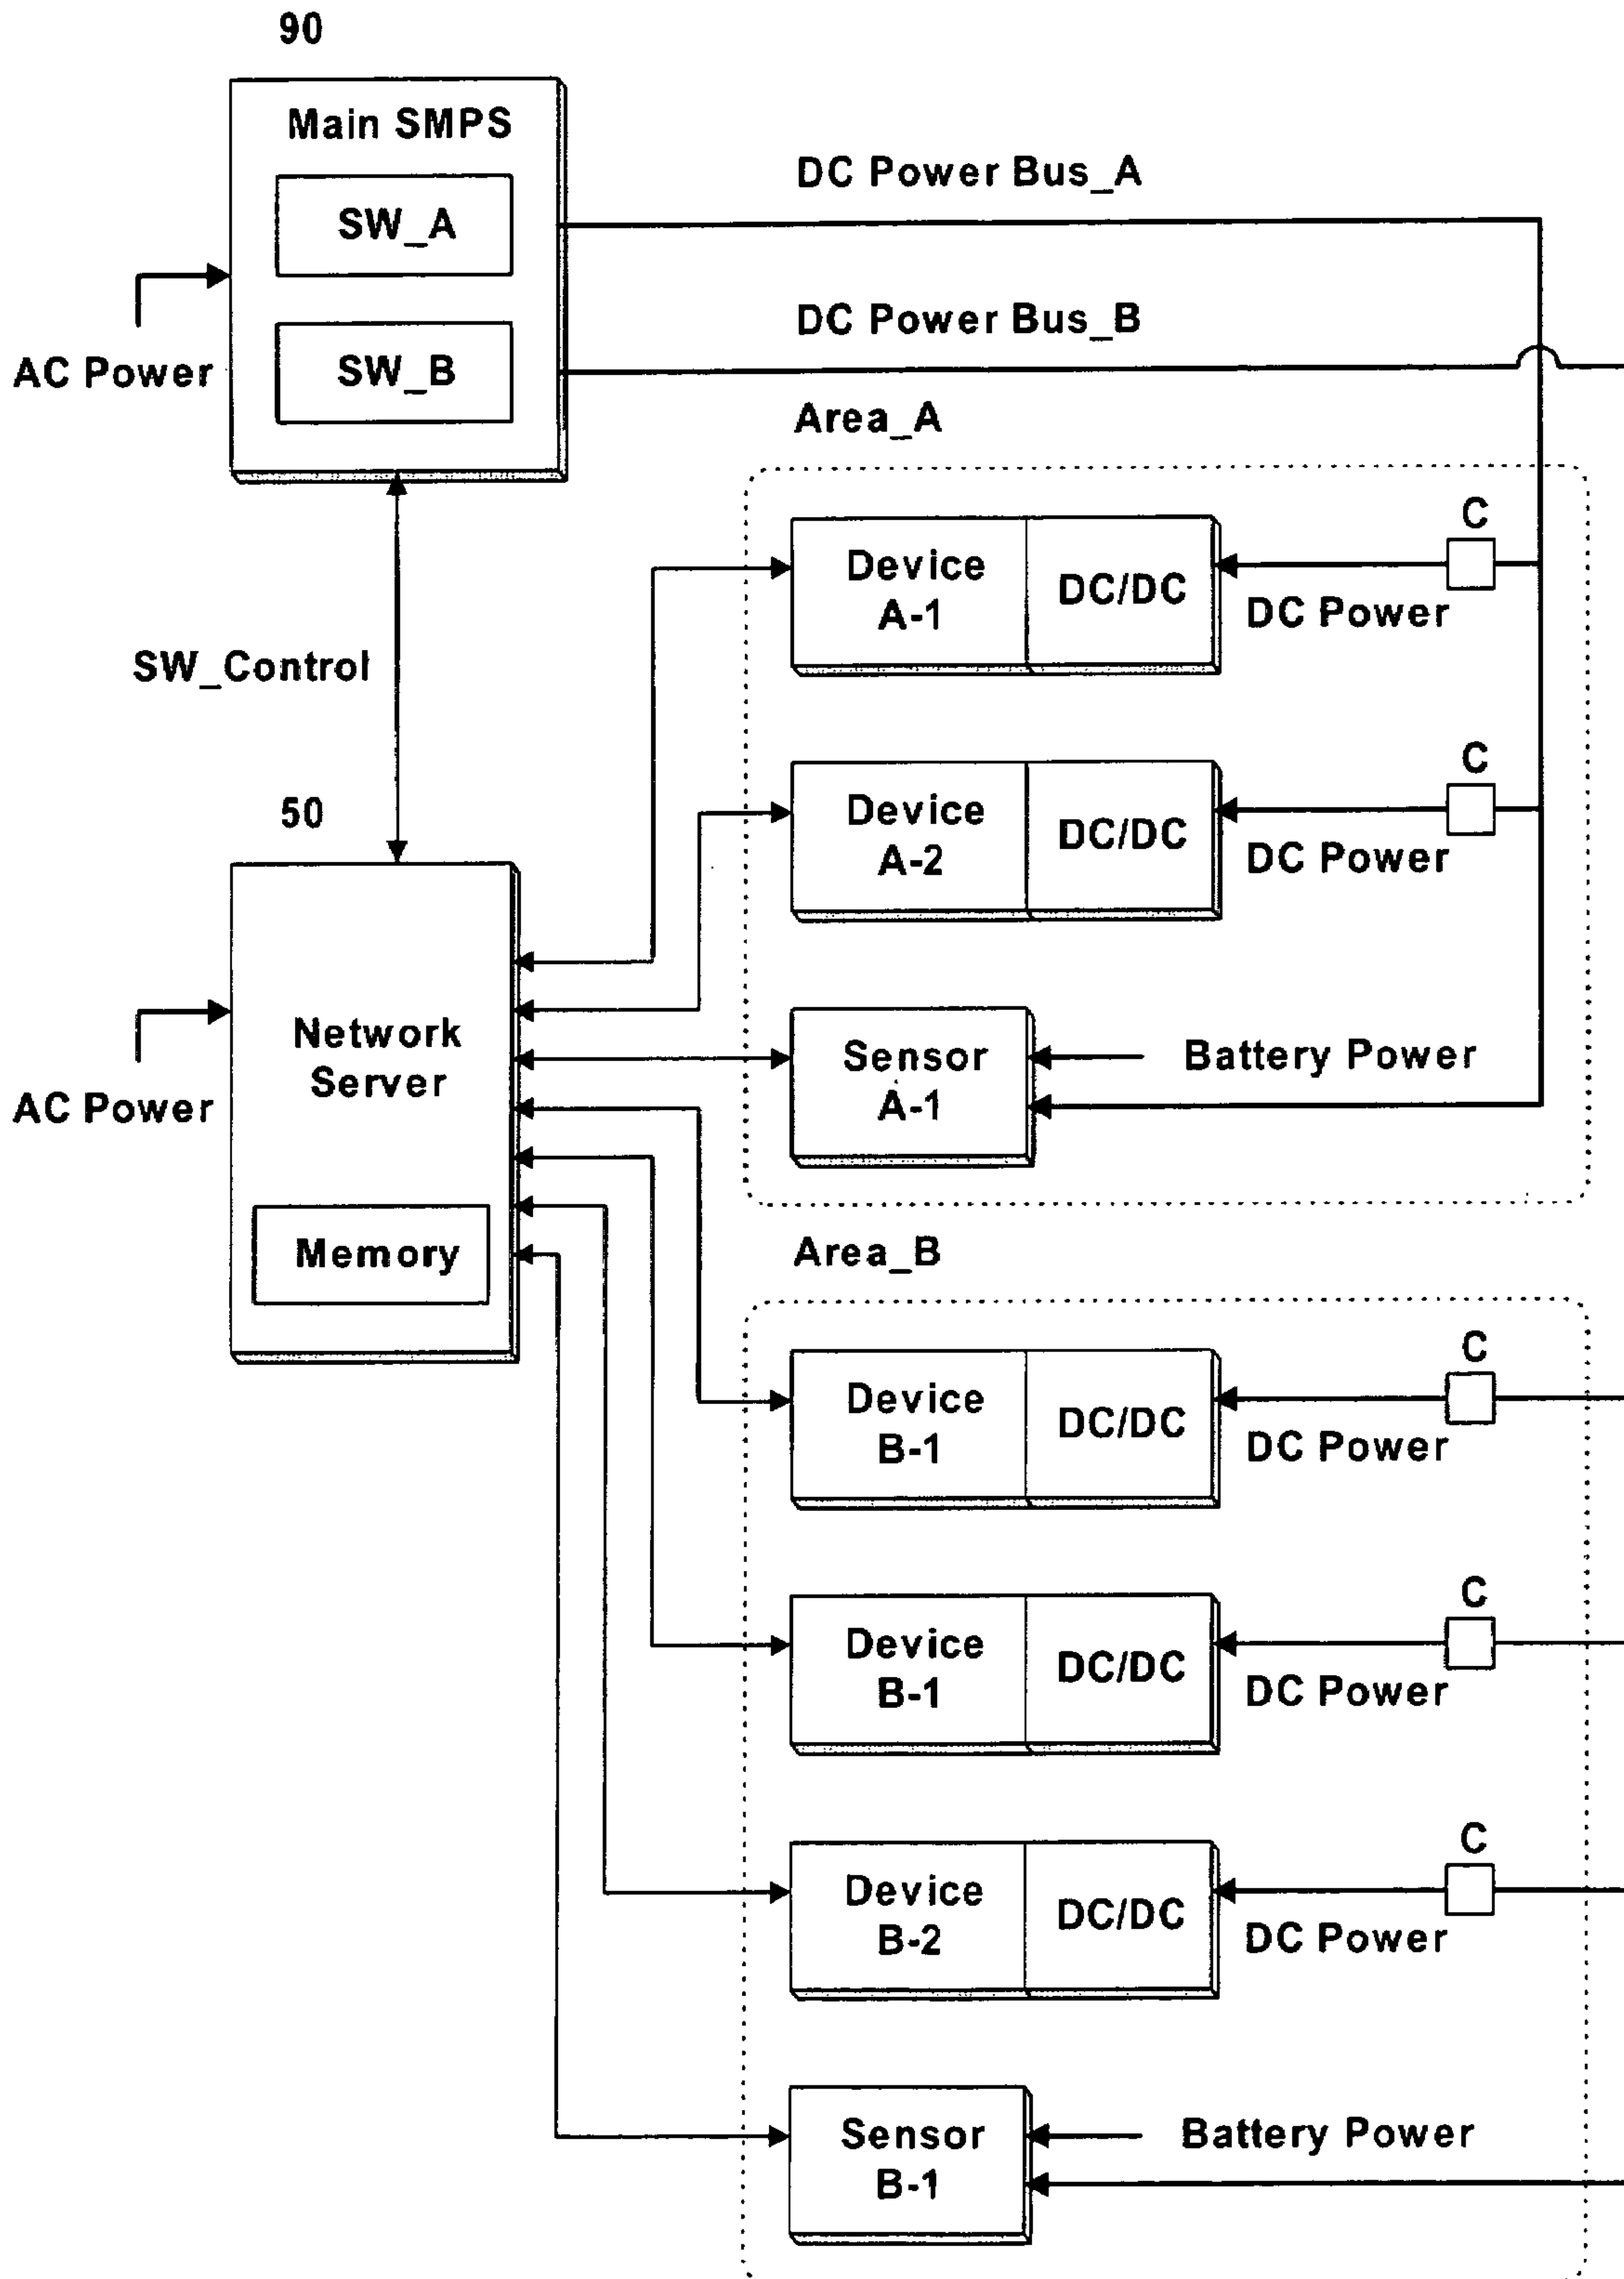 90
Main SMPS
SW_A
SW_B
AC Power
DC Power Bus_A
DC Power Bus_B
SW_Control
Area_A
Device
A-1
DC/DC
C
DC Power
Device
A-2
DC/DC
C
DC Power
Sensor
A-1
Battery Power
50
Network
Server
Memory
AC Power
Area_B
Device
B-1
DC/DC
C
DC Power
Device
B-1
DC/DC
C
DC Power
Device
B-2
DC/DC
C
DC Power
Sensor
B-1
Battery Power